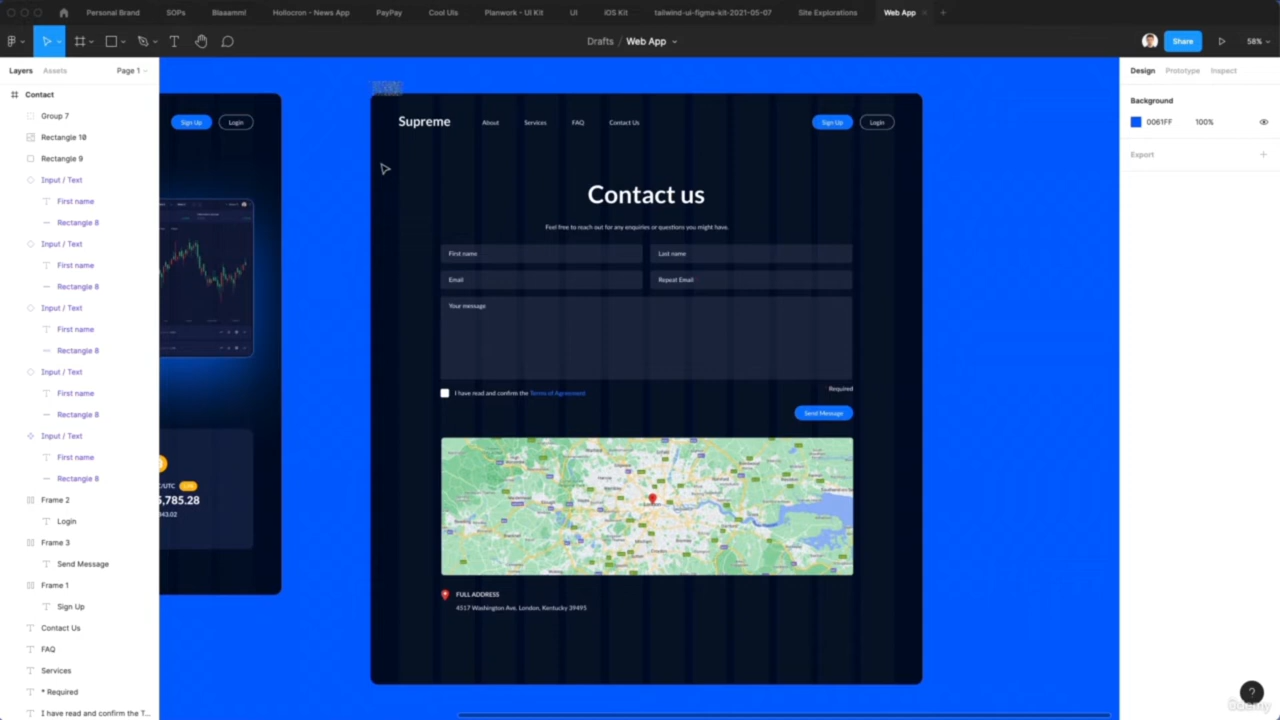 Personal Brand
SOPs
Blaaaml!
Hollocron - News App
PayPay
Cool UIs
Planwork - UI Kit
UI
iOS Kit
tailwind-ui-figma-kit-2021-05-07
Site Explorations
Web App
Drafts / Web App
Share
58%
Layers
Assets
Page 1
Design
Prototype
Inspect
Contact
Group 7
Rectangle 10
Rectangle 9
Input / Text
First name
Rectangle 8
Input / Text
First name
Rectangle 8
Input / Text
First name
Rectangle 8
Input / Text
First name
Rectangle 8
Input / Text
First name
Rectangle 8
Frame 2
Login
Frame 3
Send Message
Frame 1
Sign Up
Contact Us
FAQ
Services
* Required
I have read and confirm the T...
Sign Up
Login
LIVE
5,785.28
Supreme
About
Services
FAQ
Contact Us
Sign Up
Login
Contact us
Feel free to reach out for any enquiries or questions you might have.
First name
Last name
Email
Repeat Email
Your message
I have read and confirm the Terms of Agreement
Required
Send Message
FULL ADDRESS
4517 Washington Ave. London, Kentucky 39495
Background
0061FF
100%
Export
?
ûdemy